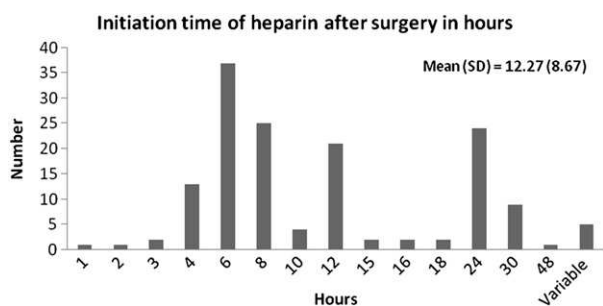 Initiation time of heparin after surgery in hours
Mean (SD) = 12.27 (8.67)
Number
40
35
30
25
20
15
10
5
0
1 2 3 4 6 8 10 12 15 16 18 24 30 48 Variable
Hours